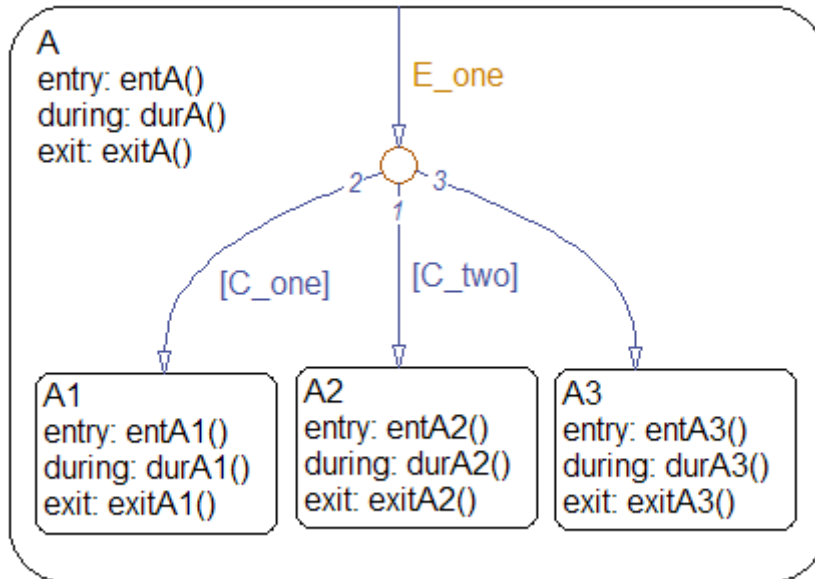 A
entry: entA()
during: durA()
exit: exitA()
E_one
2
1
3
[C_one]
[C_two]
A1
entry: entA1()
during: durA1()
exit: exitA1()
A2
entry: entA2()
during: durA2()
exit: exitA2()
A3
entry: entA3()
during: durA3()
exit: exitA3()